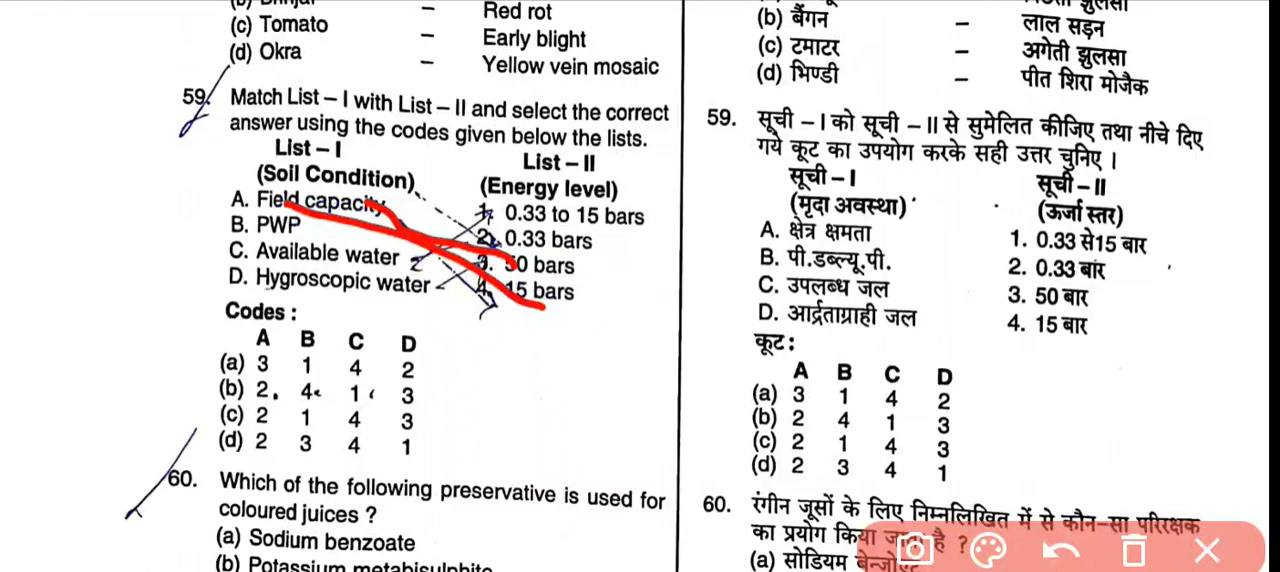 Red rot
(c) Tomato – Early blight
(d) Okra – Yellow vein mosaic
59. Match List – I with List – II and select the correct
answer using the codes given below the lists.
List – I List – II
(Soil Condition) (Energy level)
A. Field capacity 1. 0.33 to 15 bars
B. PWP 2. 0.33 bars
C. Available water 3. 50 bars
D. Hygroscopic water 4. 15 bars
Codes :
A B C D
(a) 3 1 4 2
(b) 2 4 1 3
(c) 2 1 4 3
(d) 2 3 4 1
60. Which of the following preservative is used for
coloured juices ?
(a) Sodium benzoate
(b) Potassium metabisulphite
(b) बैंगन – लाल सड़न
(c) टमाटर – अगेती झुलसा
(d) भिण्डी – पीत शिरा मोजैक
59. सूची – I को सूची – II से सुमेलित कीजिए तथा नीचे दिए
गये कूट का उपयोग करके सही उत्तर चुनिए ।
सूची – I सूची – II
(मृदा अवस्था) (ऊर्जा स्तर)
A. क्षेत्र क्षमता 1. 0.33 से 15 बार
B. पी.डब्ल्यू.पी. 2. 0.33 बार
C. उपलब्ध जल 3. 50 बार
D. आर्द्रताग्राही जल 4. 15 बार
कूट :
A B C D
(a) 3 1 4 2
(b) 2 4 1 3
(c) 2 1 4 3
(d) 2 3 4 1
60. रंगीन जूसों के लिए निम्नलिखित में से कौन-सा परिरक्षक
का प्रयोग किया जाता है ?
(a) सोडियम बेन्जोएट